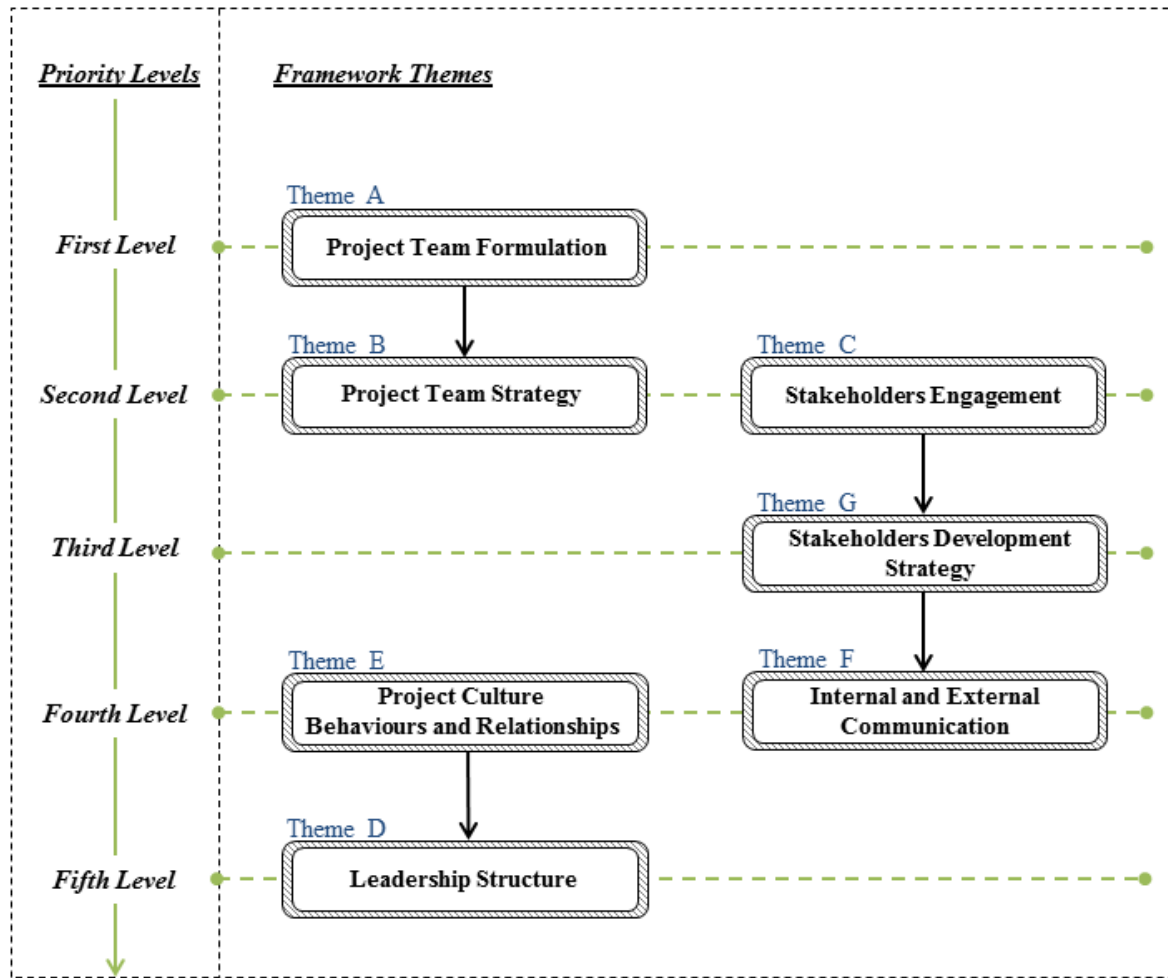 Priority Levels
Framework Themes
Theme A
First Level
Project Team Formulation
Theme B
Theme C
Second Level
Project Team Strategy
Stakeholders Engagement
Theme G
Third Level
Stakeholders Development
Strategy
Theme E
Theme F
Fourth Level
Project Culture
Behaviours and Relationships
Internal and External
Communication
Theme D
Fifth Level
Leadership Structure